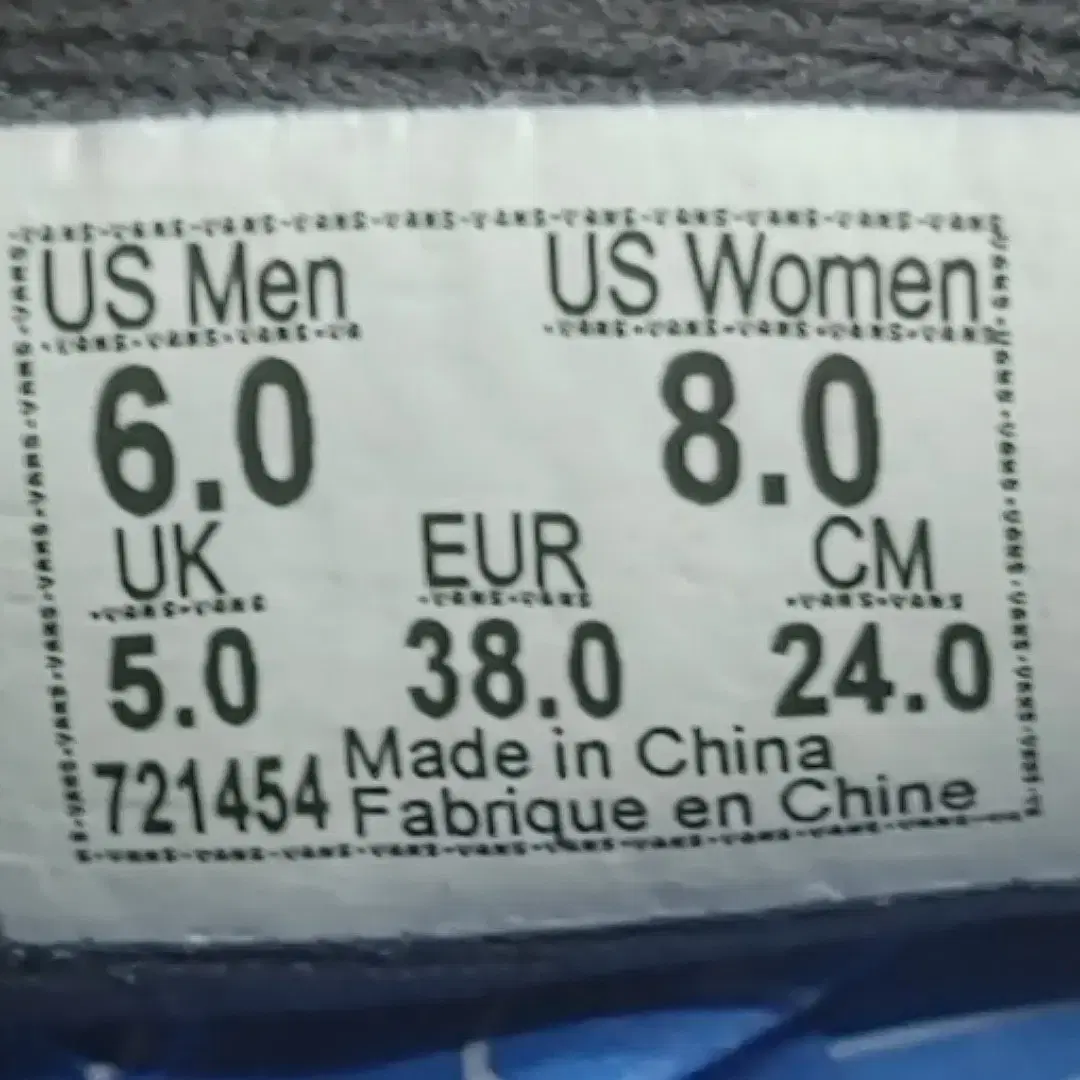 US Men US Women
6.0 8.0
UK EUR CM
5.0 38.0 24.0
721454 Made in China
Fabrique en Chine